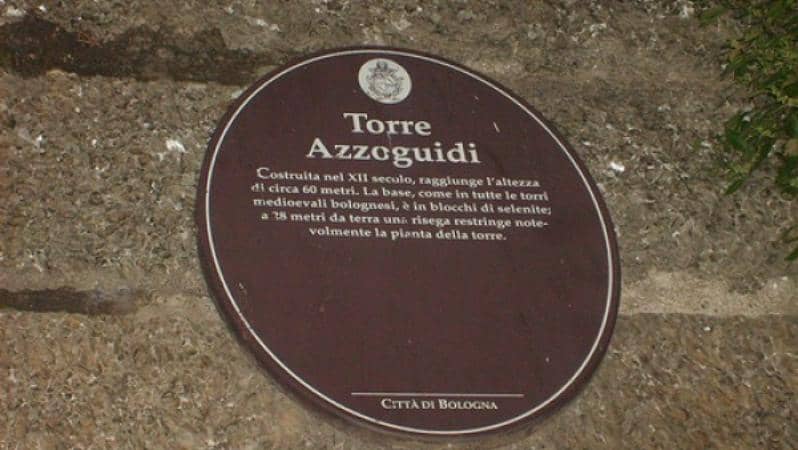 Torre
Azzoguidi
Costruita nel XII secolo, raggiunge l'altezza
di circa 60 metri. La base, come in tutte le torri
medioevali bolognesi, è in blocchi di selenite;
a 28 metri da terra una risega restringe note-
volmente la pianta della torre.
CITTÀ DI BOLOGNA